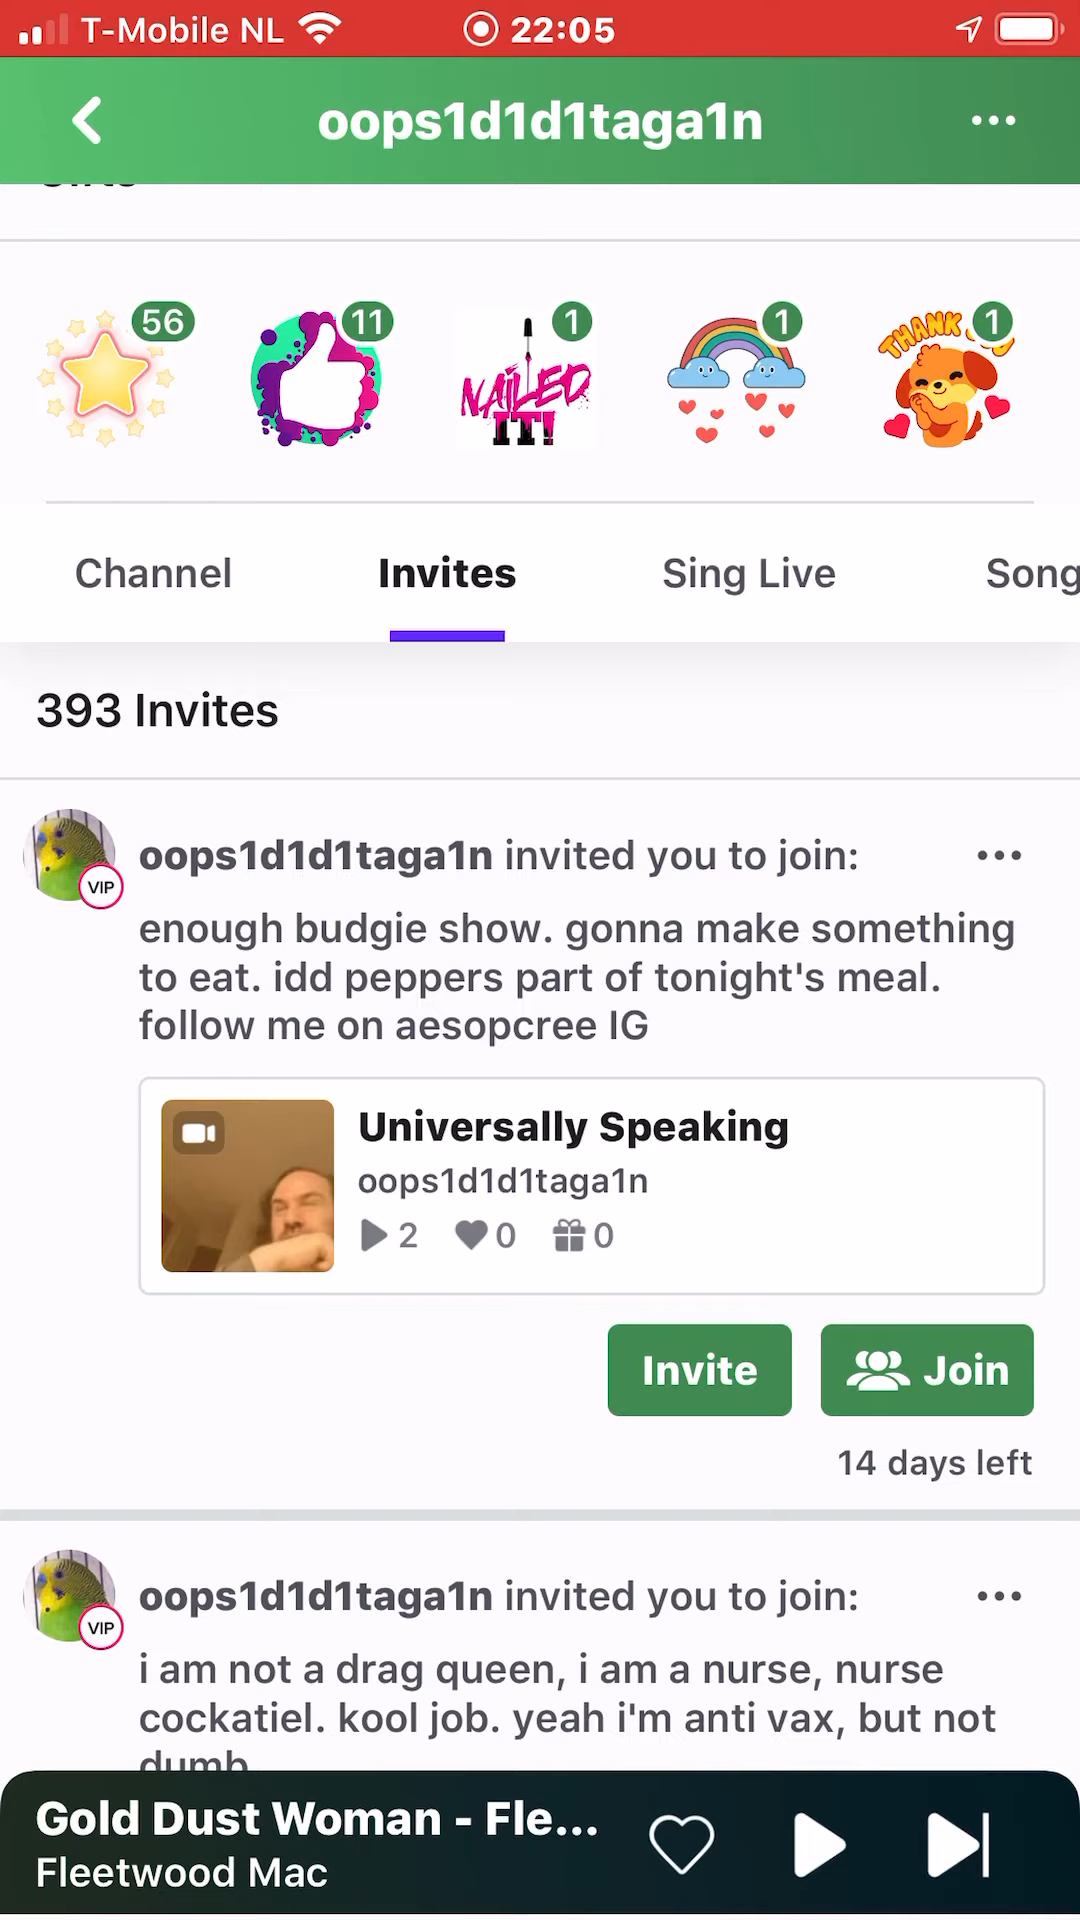 T-Mobile NL 22:05
oops1d1d1taga1n
56 11 1 1 1
NAILED IT!
THANK
Channel Invites Sing Live Song
393 Invites
oops1d1d1taga1n invited you to join:
VIP
enough budgie show. gonna make something
to eat. idd peppers part of tonight's meal.
follow me on aesopcree IG
Universally Speaking
oops1d1d1taga1n
2 0 0
Invite Join
14 days left
oops1d1d1taga1n invited you to join:
VIP
i am not a drag queen, i am a nurse, nurse
cockatiel. kool job. yeah i'm anti vax, but not
dumb
Gold Dust Woman - Fle...
Fleetwood Mac